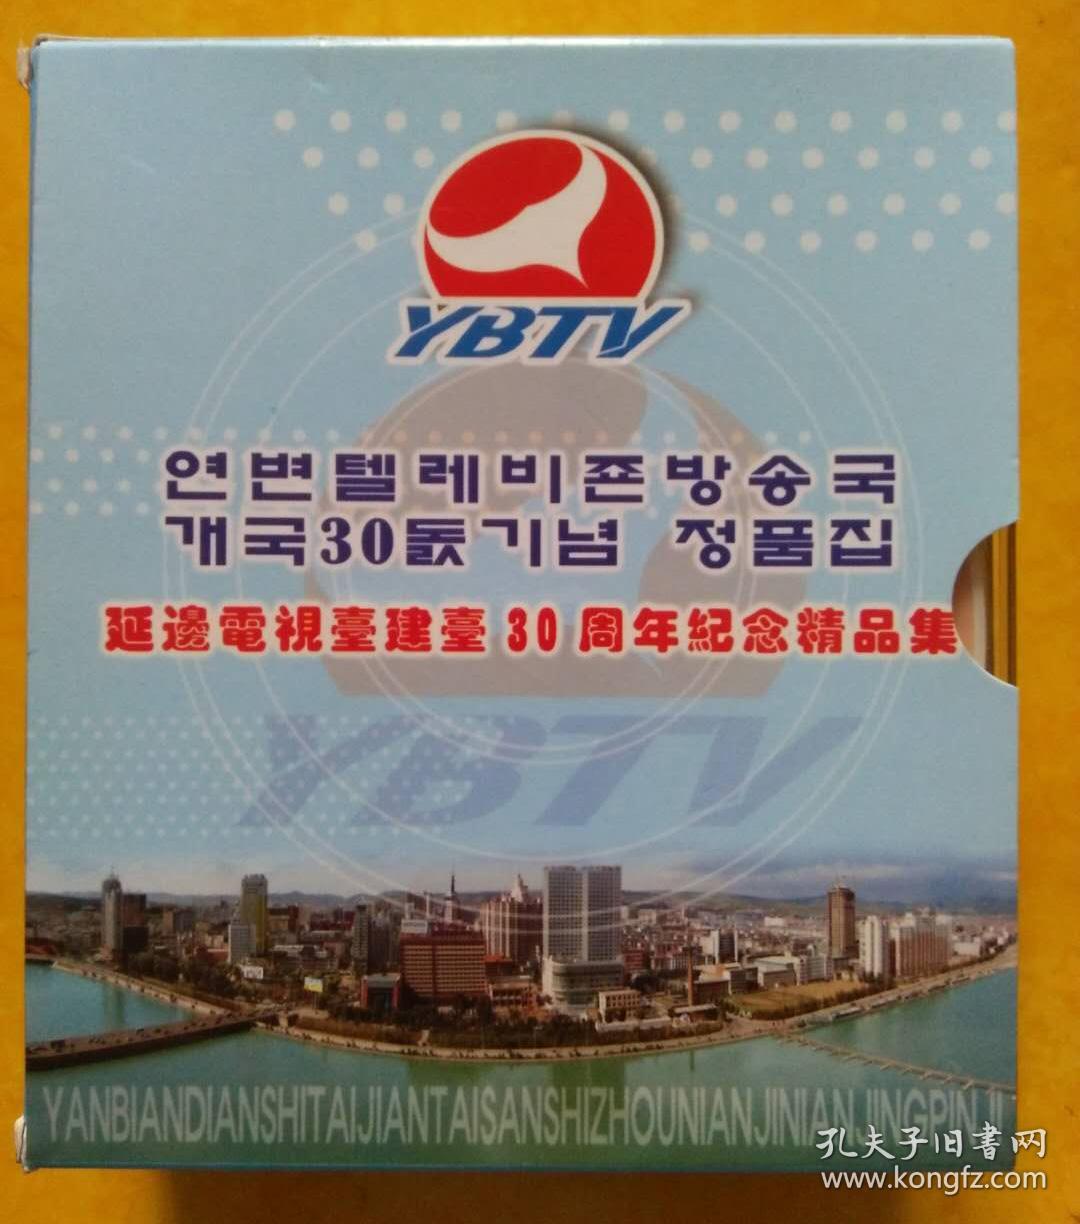 YBTV
연변텔레비죤방송국
개국30돐기념 정품집
延邊電視臺建臺30周年紀念精品集
YBTV
YANBIANDIANSHITAIJIANTAISANSHIZHOUNIANJINIANJINGPINJI
孔夫子旧書网
www.kongfz.com